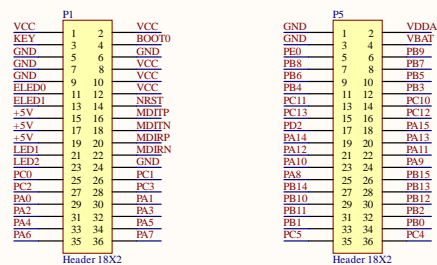 P1
VCC 1 2 VCC
KEY 3 4 BOOT0
GND 5 6 GND
GND 7 8 VCC
GND 9 10 VCC
ELED0 11 12 VCC
ELED1 13 14 NRST
+5V 15 16 MDITP
+5V 17 18 MDITN
+5V 19 20 MDIRP
LED1 21 22 MDIRN
LED2 23 24 GND
PC0 25 26 PC1
PC2 27 28 PC3
PA0 29 30 PA1
PA2 31 32 PA3
PA4 33 34 PA5
PA6 35 36 PA7
Header 18X2
P5
GND 1 2 VDDA
GND 3 4 VBAT
PE0 5 6 PB9
PB8 7 8 PB7
PB6 9 10 PB5
PB4 11 12 PB3
PC11 13 14 PC10
PC13 15 16 PC12
PD2 17 18 PA15
PA14 19 20 PA13
PA12 21 22 PA11
PA10 23 24 PA9
PA8 25 26 PB15
PB14 27 28 PB13
PB10 29 30 PB12
PB11 31 32 PB2
PB1 33 34 PB0
PC5 35 36 PC4
Header 18X2